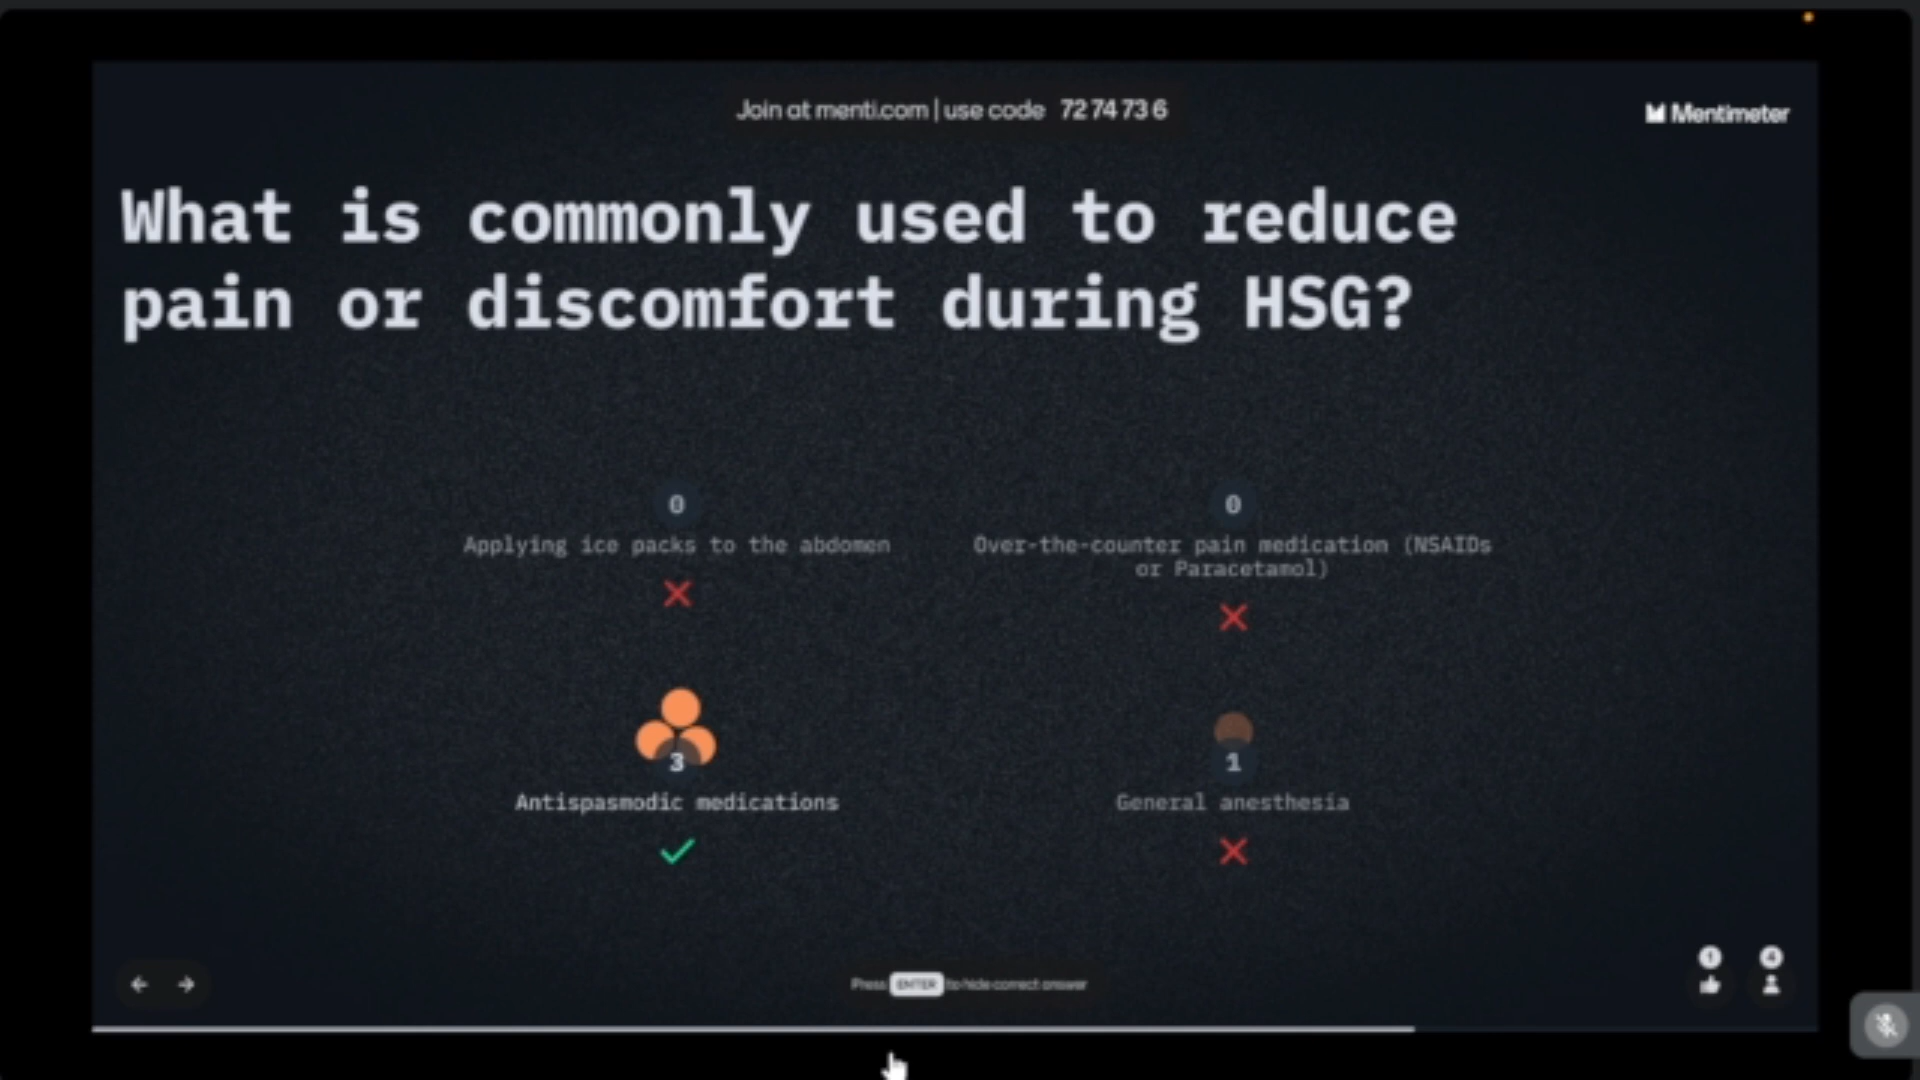 Join at menti.com | use code 72 74 73 6
Mentimeter
What is commonly used to reduce
pain or discomfort during HSG?
0
Applying ice packs to the abdomen
0
Over-the-counter pain medication (NSAIDs
or Paracetamol)
3
Antispasmodic medications
1
General anesthesia
Press ENTER to hide correct answer
1
4